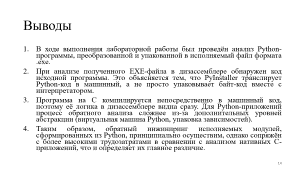 Выводы
1. В ходе выполнения лабораторной работы был проведён анализ Python-
программы, преобразованной и упакованной в исполняемый файл формата
.exe.
2. При анализе полученного EXE-файла в дизассемблере обнаружен код
исходной программы. Это объясняется тем, что PyInstaller транслирует
Python-код в машинный, а не просто упаковывает байт-код вместе с
интерпретатором.
3. Программа на C компилируется непосредственно в машинный код,
поэтому её логика в дизассемблере видна сразу. Для Python-приложений
процесс обратного анализа сложнее из-за дополнительных уровней
абстракции (виртуальная машина Python, упаковка зависимостей).
4. Таким образом, обратный инжиниринг исполняемых модулей,
сформированных из Python, принципиально осуществим, однако сопряжён
с более высокими трудозатратами в сравнении с анализом нативных C-
приложений, что и определяет их главное различие.